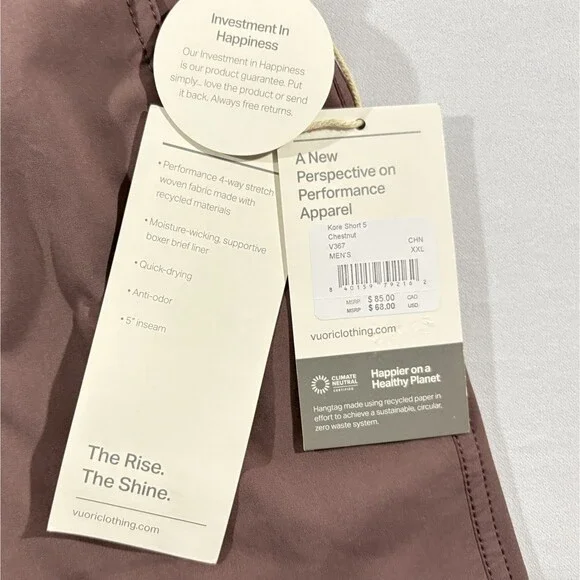 Investment In
Happiness
Our Investment in Happiness
is our product guarantee. Put
simply... love the product or send
it back. Always free returns.
• Performance 4-way stretch
woven fabric made with
recycled materials
• Moisture-wicking, supportive
boxer brief liner
• Quick-drying
• Anti-odor
• 5" inseam
The Rise.
The Shine.
vuoriclothing.com
A New
Perspective on
Performance
Apparel
Kore Short 5
Chestnut
V367 CHN
MEN'S XXL
MSRP $ 85.00 CAD
MSRP $ 68.00 USD
vuoriclothing.com
CLIMATE
NEUTRAL
CERTIFIED
Happier on a
Healthy Planet
Hangtag made using recycled paper in
effort to achieve a sustainable, circular,
zero waste system.